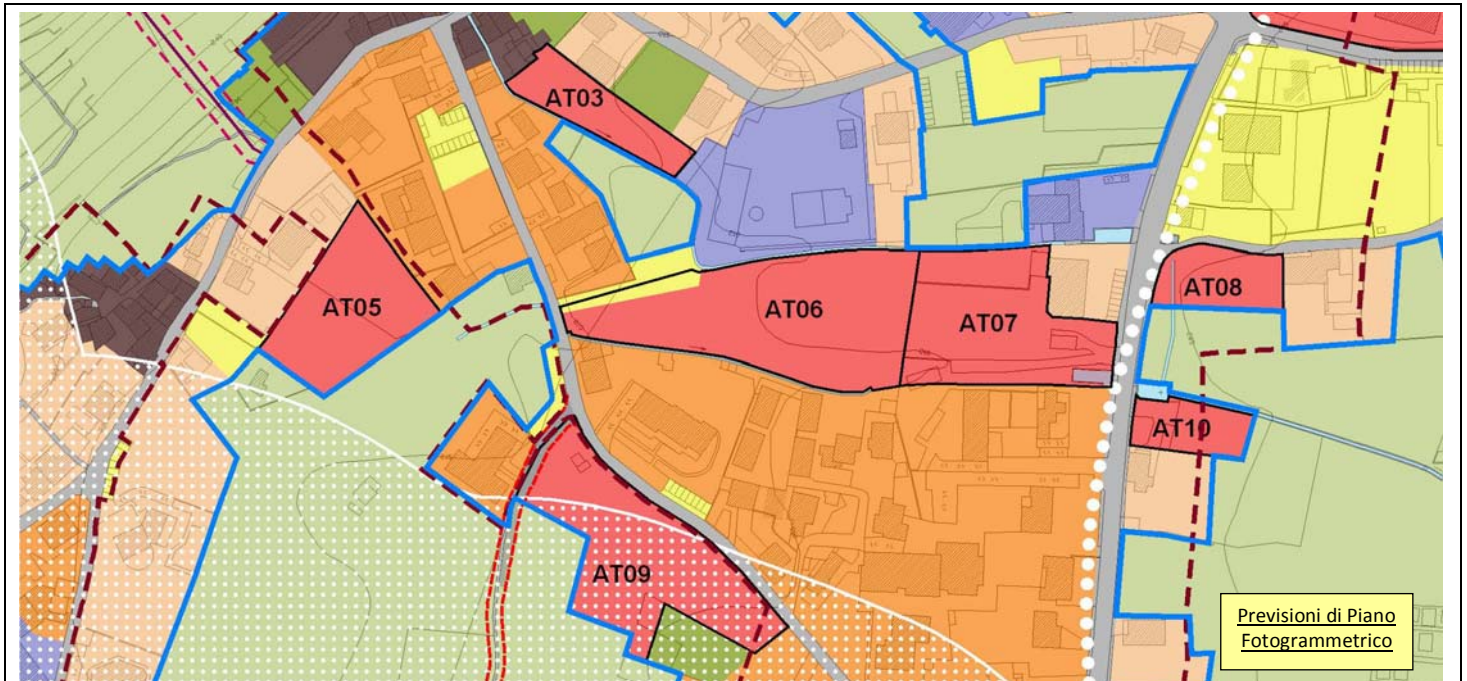 AT03
AT05
AT06
AT07
AT08
AT10
AT09
Previsioni di Piano
Fotogrammetrico